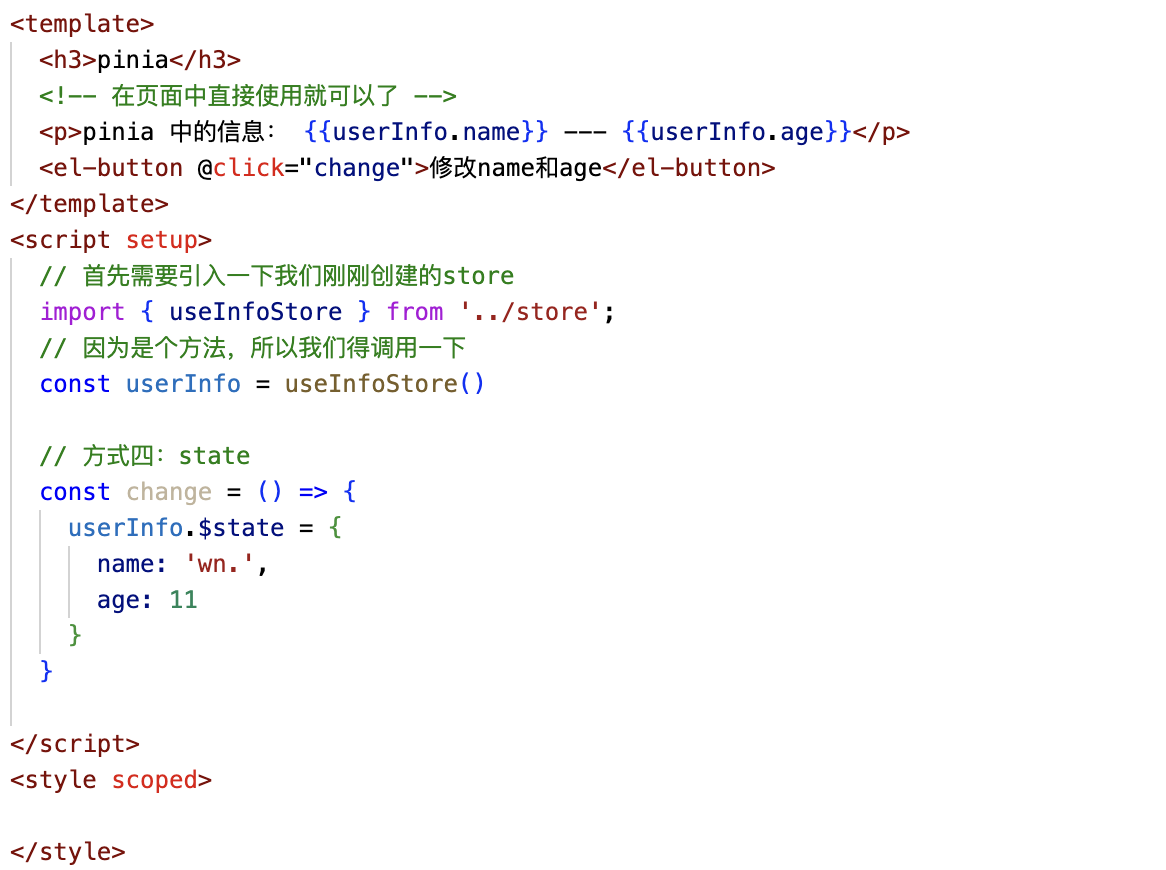 <template>
  <h3>pinia</h3>
  <!-- 在页面中直接使用就可以了 -->
  <p>pinia 中的信息： {{userInfo.name}} --- {{userInfo.age}}</p>
  <el-button @click="change">修改name和age</el-button>
</template>
<script setup>
  // 首先需要引入一下我们刚刚创建的store
  import { useInfoStore } from '../store';
  // 因为是个方法，所以我们得调用一下
  const userInfo = useInfoStore()

  // 方式四：state
  const change = () => {
    userInfo.$state = {
      name: 'wn.',
      age: 11
    }
  }

</script>
<style scoped>

</style>